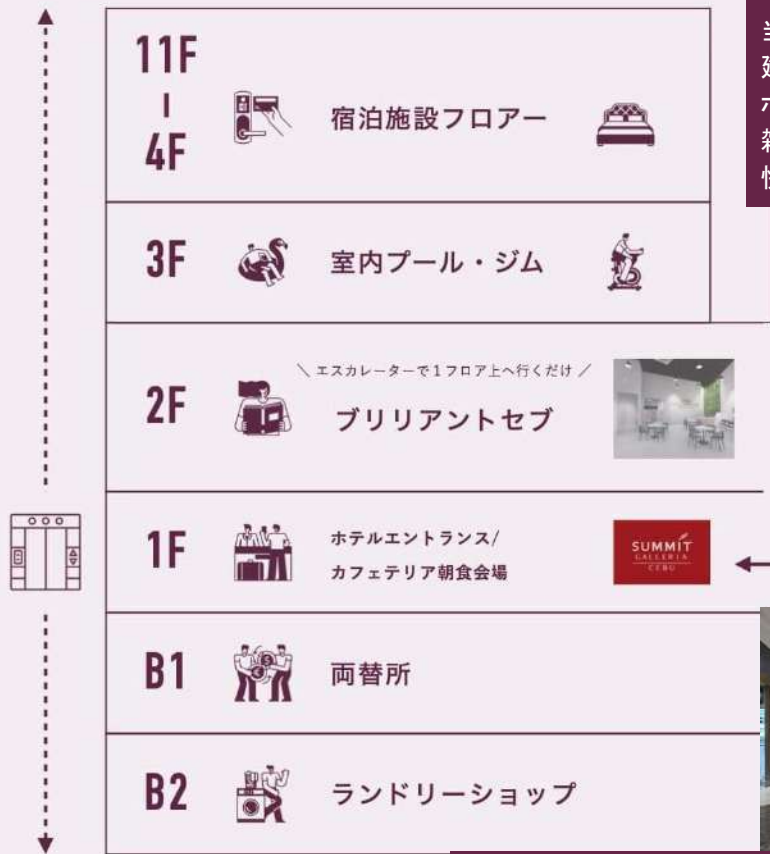 11F
|
4F
宿泊施設フロアー
3F
室内プール・ジム
2F
＼ エスカレーターで1フロア上へ行くだけ ／
ブリリアントセブ
1F
ホテルエントランス/
カフェテリア朝食会場
SUMMIT
GALLERIA
CEBU
B1
両替所
B2
ランドリーショップ